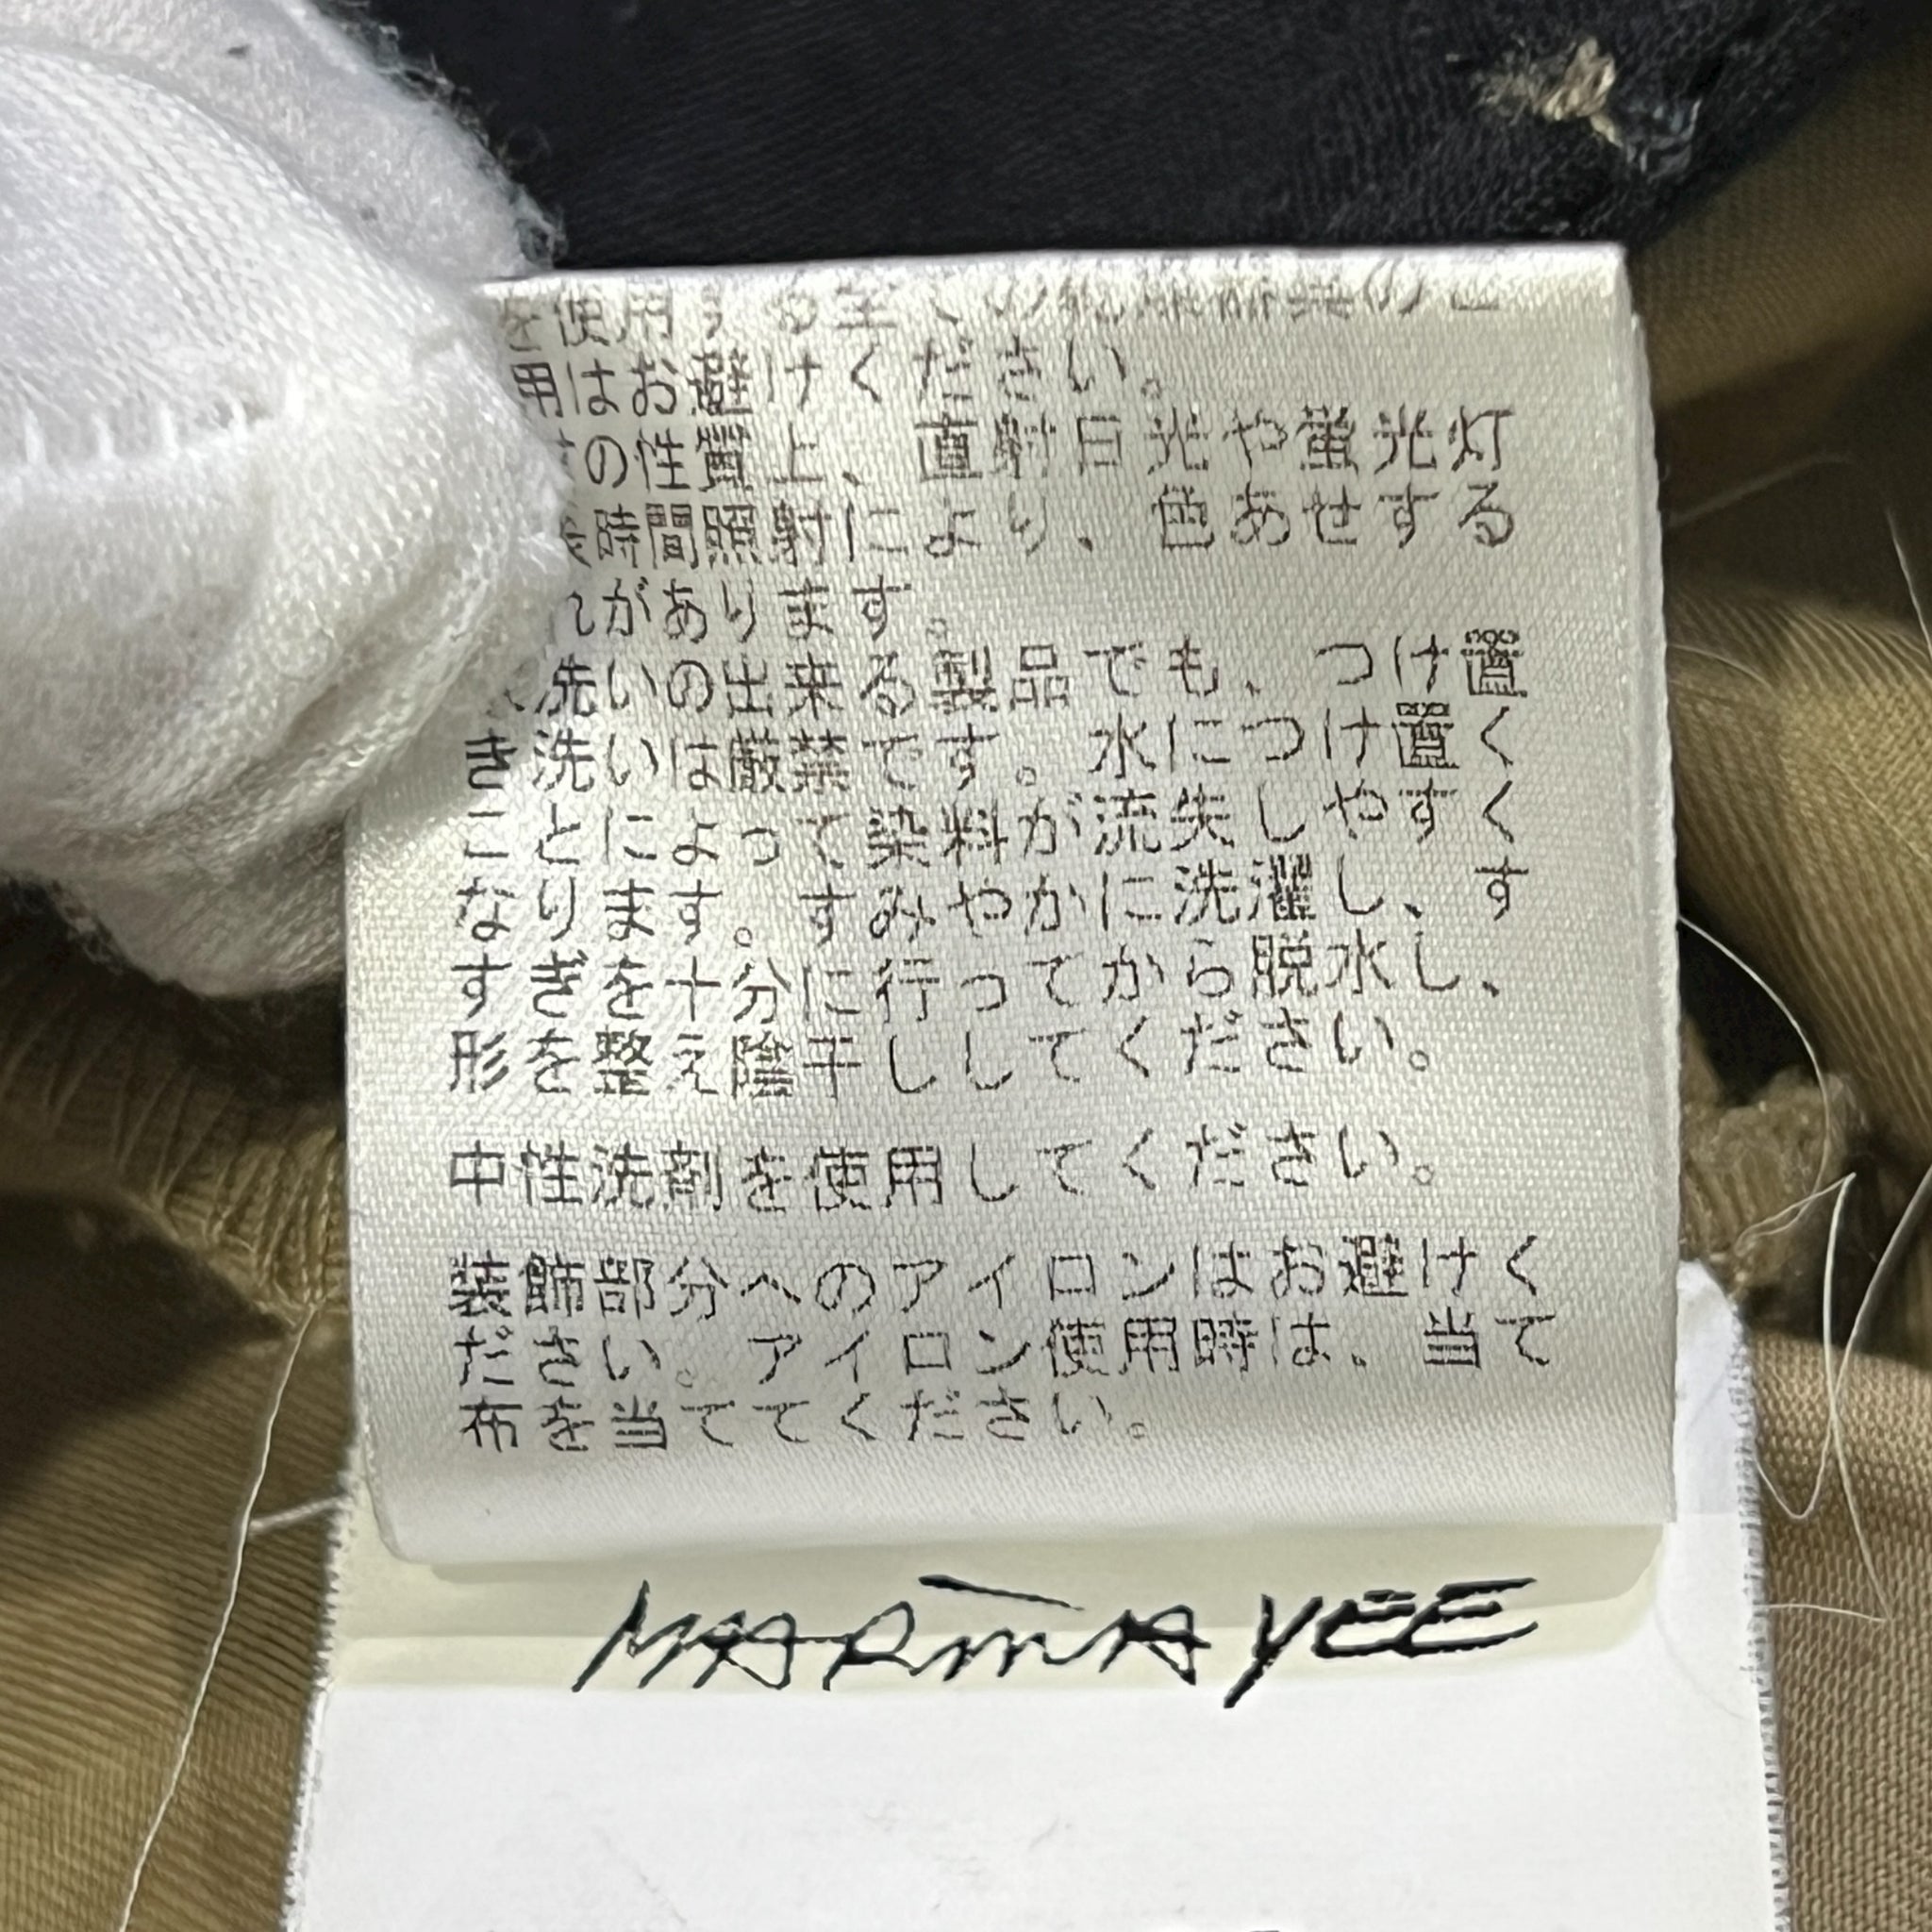 を使用する全ての
用はお避けください。
の性質上、直射日光や蛍光灯
時間照射により、色あせする
れがあります。
洗いの出来る製品でも、つけ置
き洗いは厳禁です。水につけ置く
ことによって染料が流失しやすく
なります。すみやかに洗濯し、す
すぎを十分に行ってから脱水し、
形を整え陰干ししてください。
中性洗剤を使用してください。
装飾部分へのアイロンはお避けく
ださい。アイロン使用時は、当て
布を当ててください。
MARMAYEE